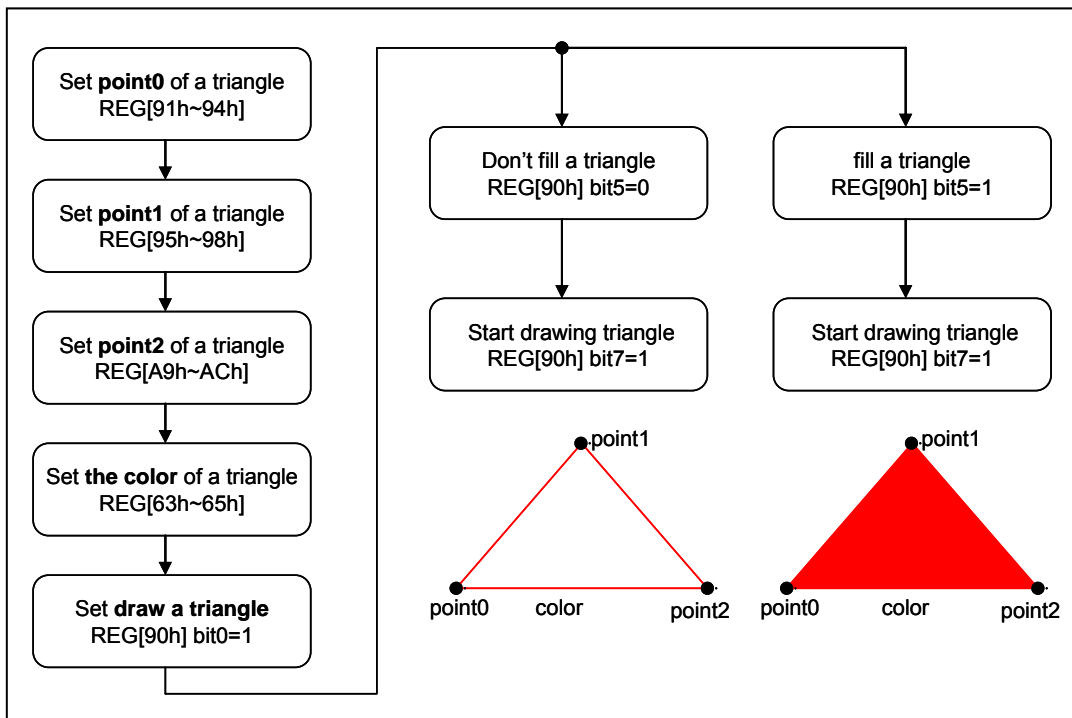 Set point0 of a triangle
REG[91h~94h]
Set point1 of a triangle
REG[95h~98h]
Set point2 of a triangle
REG[A9h~ACh]
Set the color of a triangle
REG[63h~65h]
Set draw a triangle
REG[90h] bit0=1
Don't fill a triangle
REG[90h] bit5=0
Start drawing triangle
REG[90h] bit7=1
point1
point0
color
point2
fill a triangle
REG[90h] bit5=1
Start drawing triangle
REG[90h] bit7=1
point1
point0
color
point2